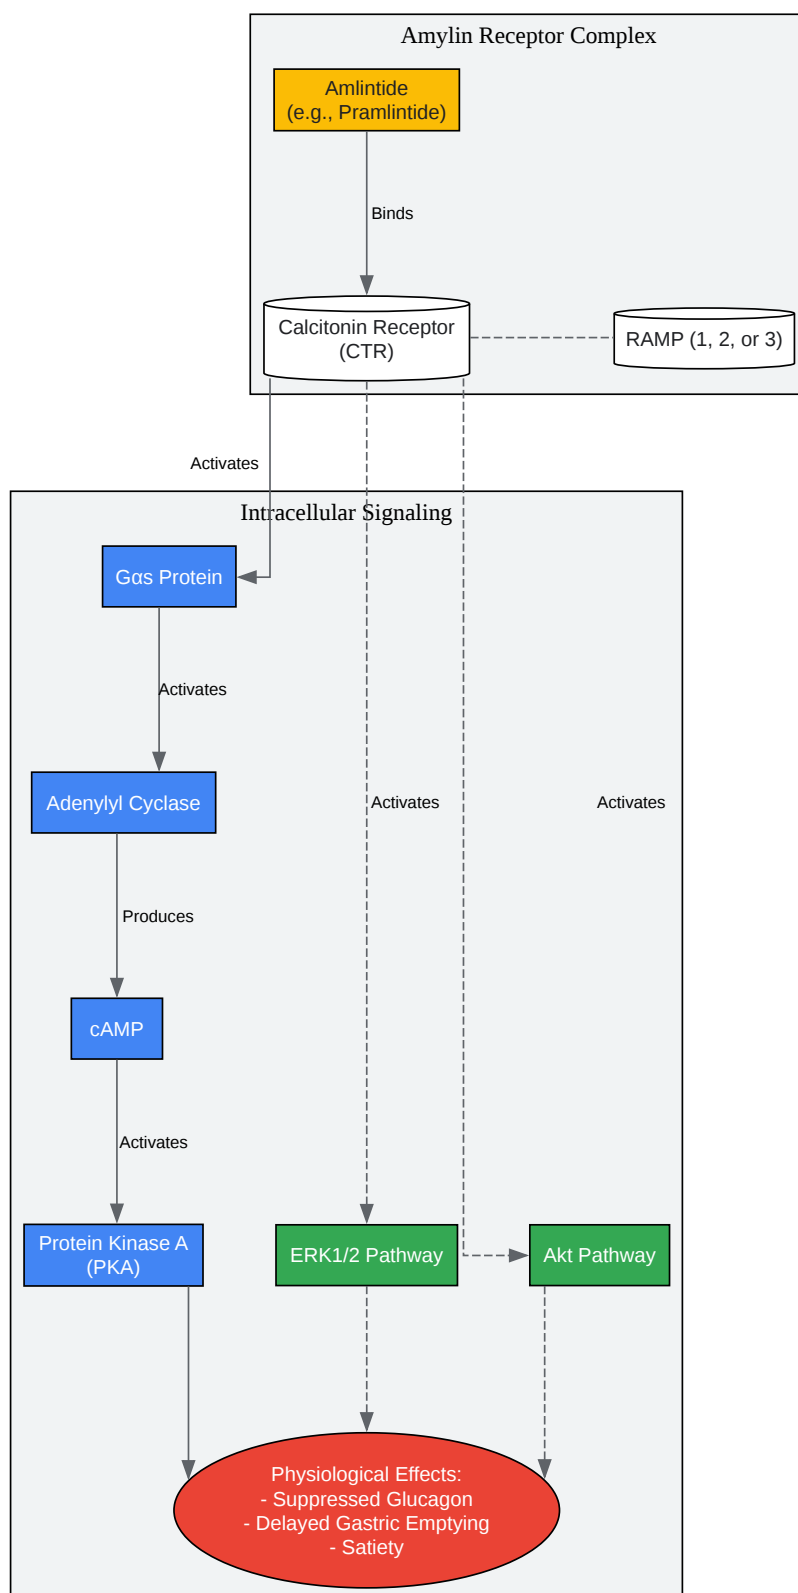 Amylin Receptor Complex
Amlintide
(e.g., Pramlintide)
Binds
Calcitonin Receptor
(CTR)
RAMP (1, 2, or 3)
Activates
Intracellular Signaling
Gαs Protein
Activates
Adenylyl Cyclase
Activates
Activates
Produces
cAMP
Activates
Protein Kinase A
(PKA)
ERK1/2 Pathway
Akt Pathway
Physiological Effects:
- Suppressed Glucagon
- Delayed Gastric Emptying
- Satiety